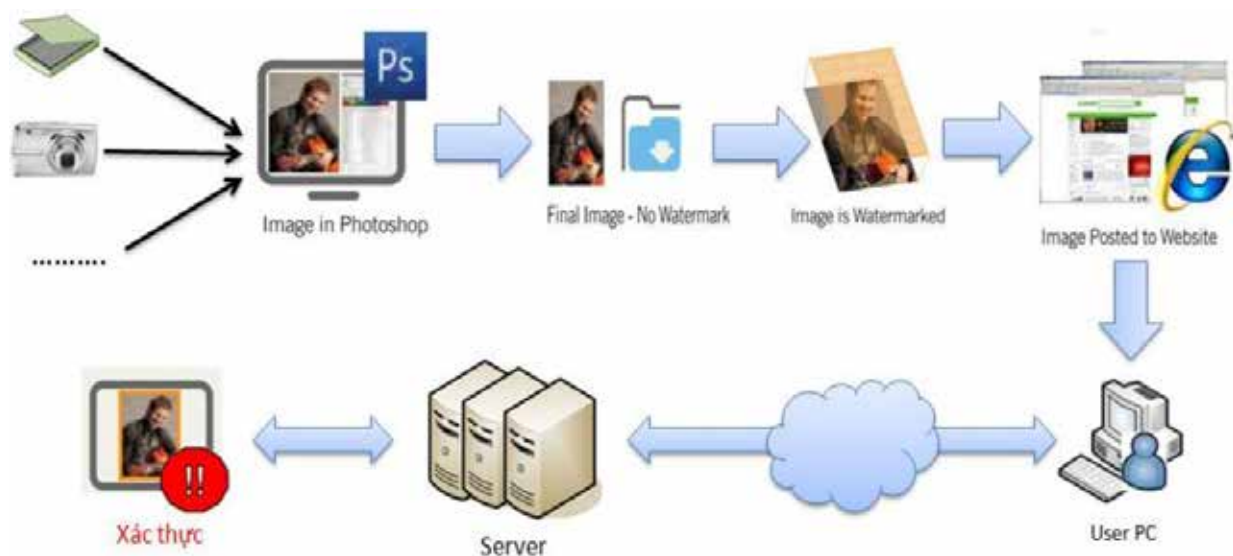 Ps
Image in Photoshop
Final Image - No Watermark
Image is Watermarked
Image Posted to Website
..........
!!
Xác thực
Server
User PC